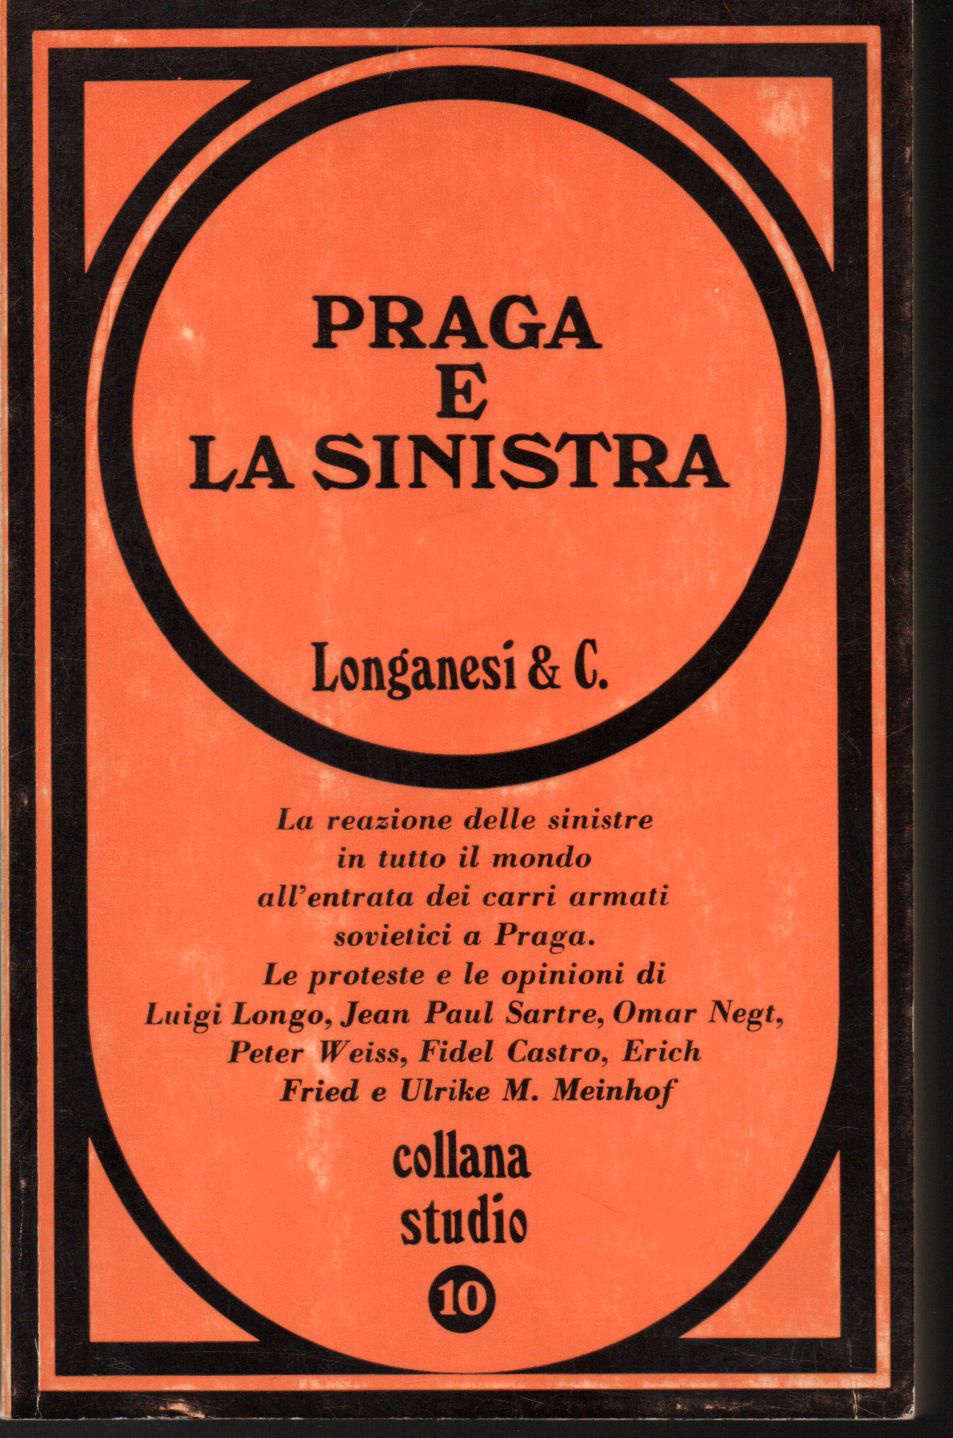 PRAGA
E
LA SINISTRA
Longanesi & C.
La reazione delle sinistre
in tutto il mondo
all'entrata dei carri armati
sovietici a Praga.
Le proteste e le opinioni di
Luigi Longo, Jean Paul Sartre, Omar Negt,
Peter Weiss, Fidel Castro, Erich
Fried e Ulrike M. Meinhof
collana
studio
10